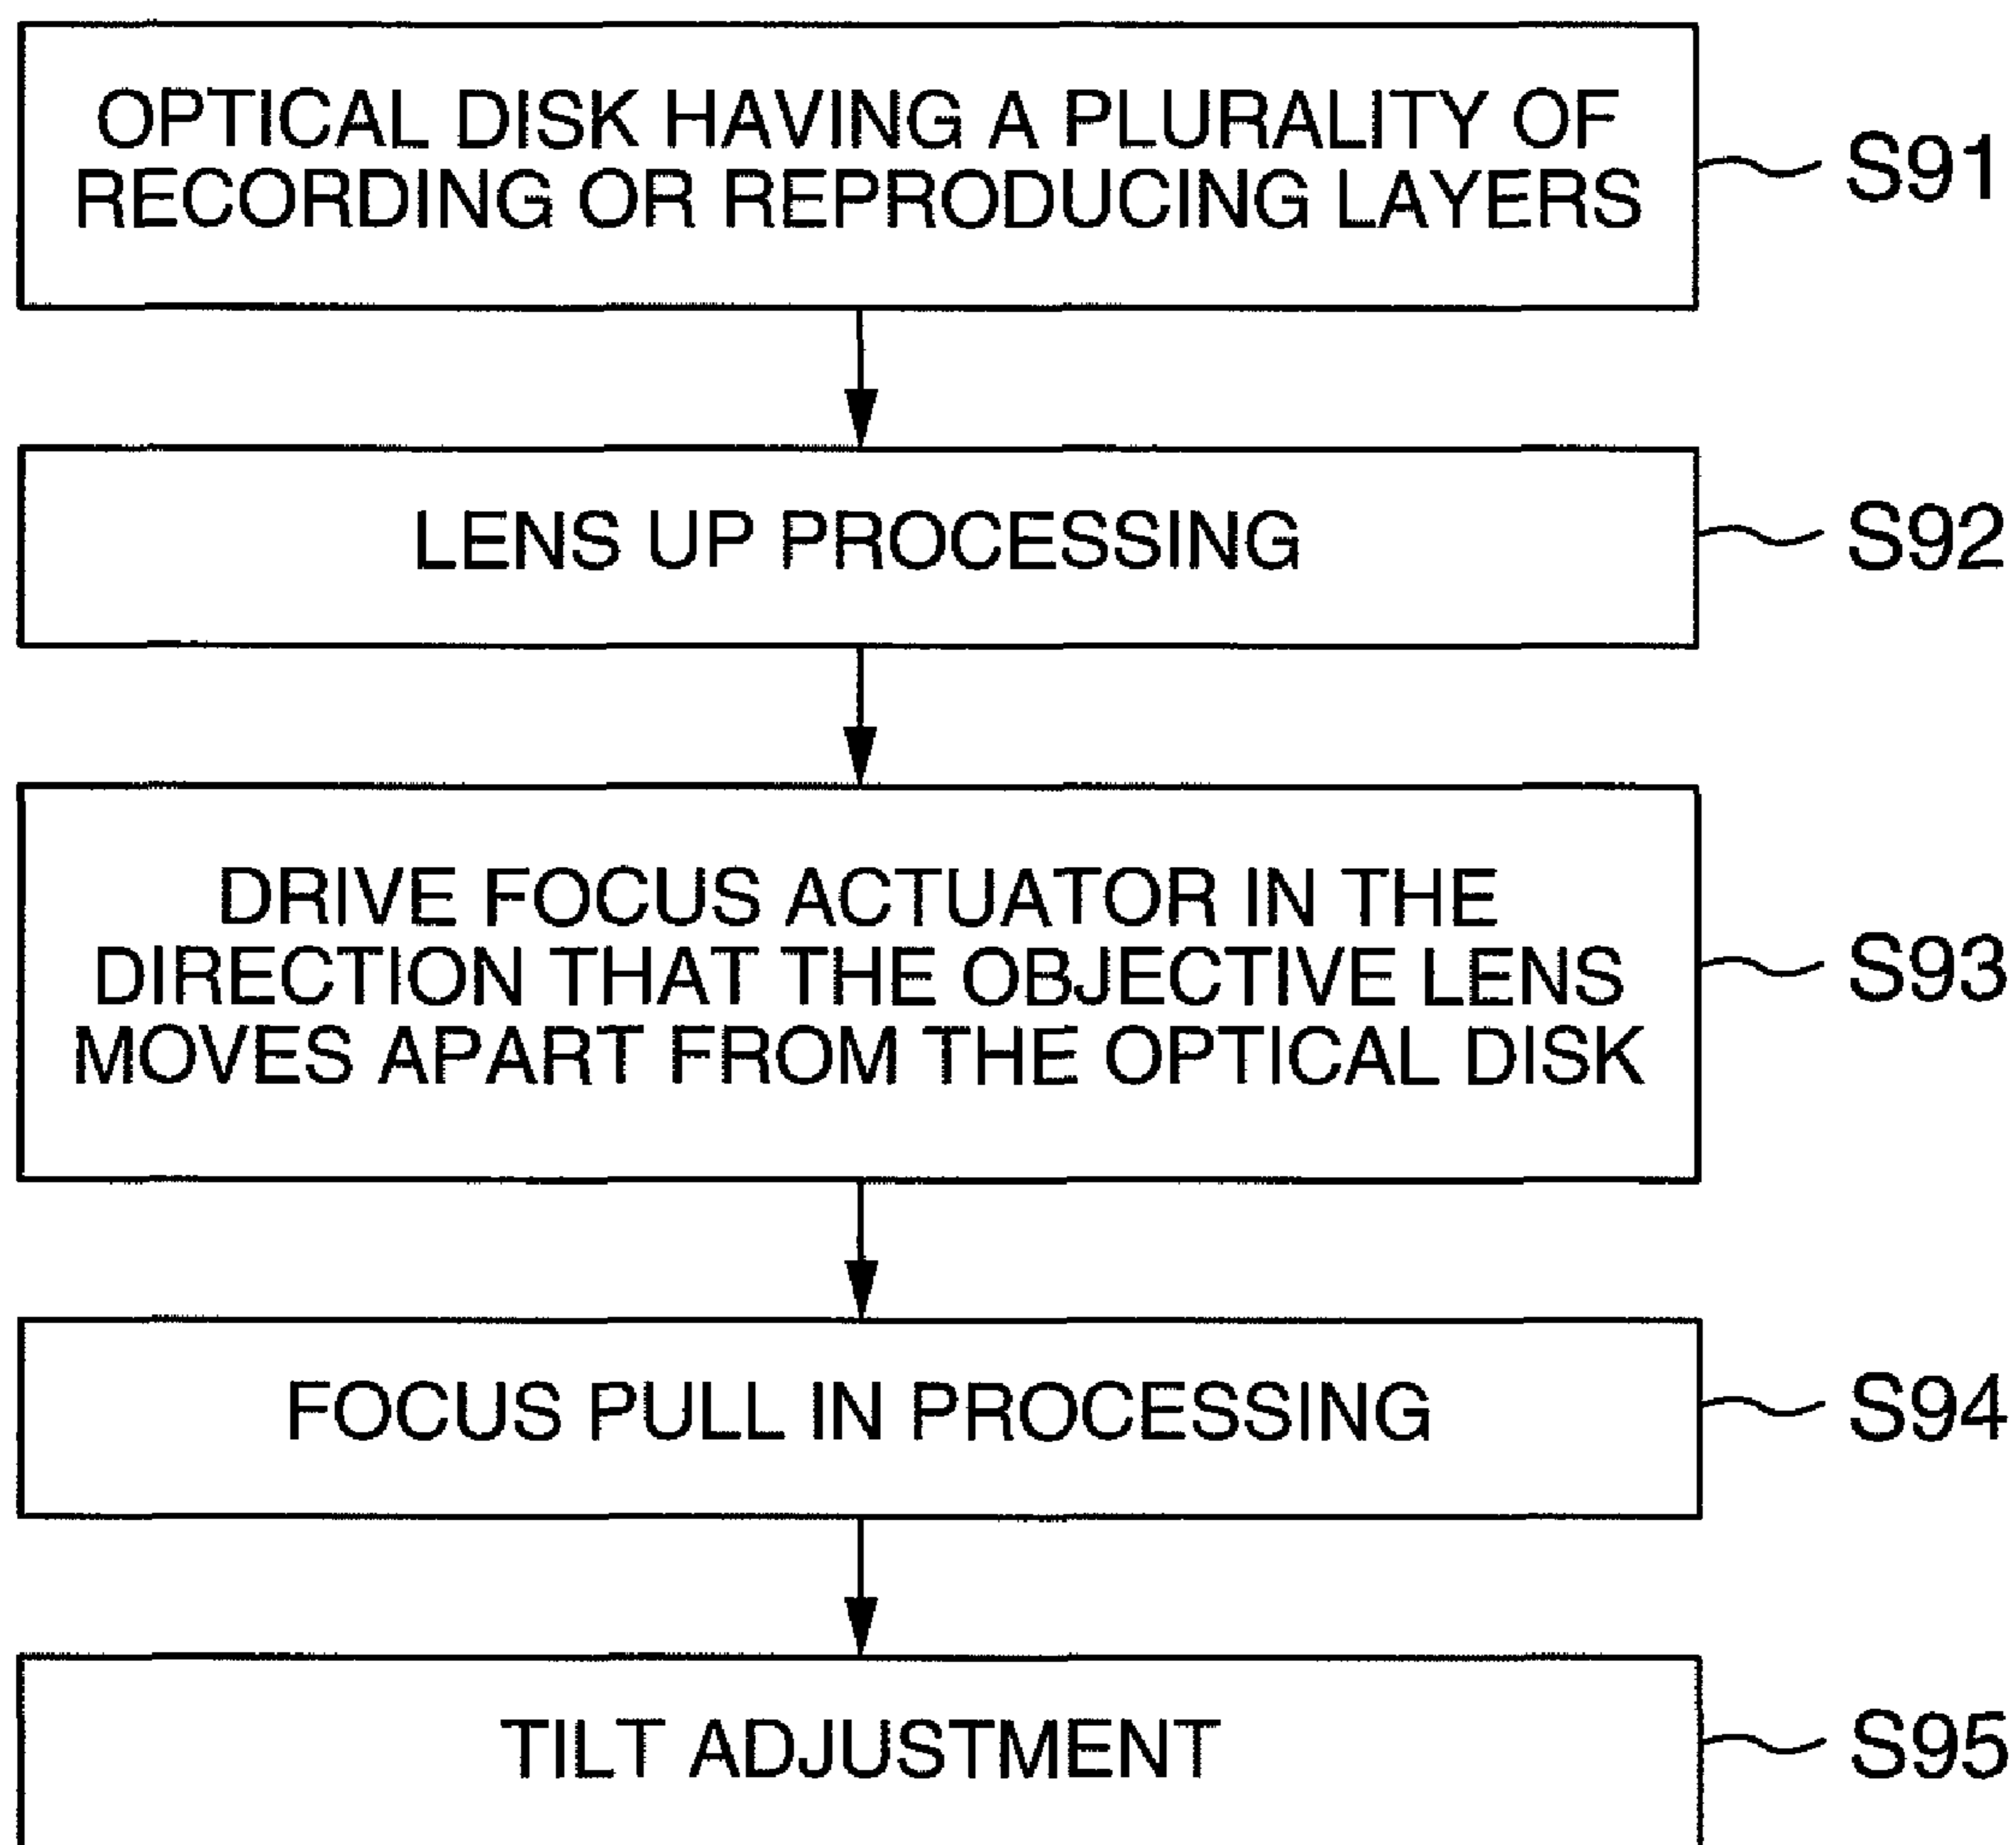 OPTICAL DISK HAVING A PLURALITY OF
RECORDING OR REPRODUCING LAYERS
S91
LENS UP PROCESSING
S92
DRIVE FOCUS ACTUATOR IN THE
DIRECTION THAT THE OBJECTIVE LENS
MOVES APART FROM THE OPTICAL DISK
S93
FOCUS PULL IN PROCESSING
S94
TILT ADJUSTMENT
S95